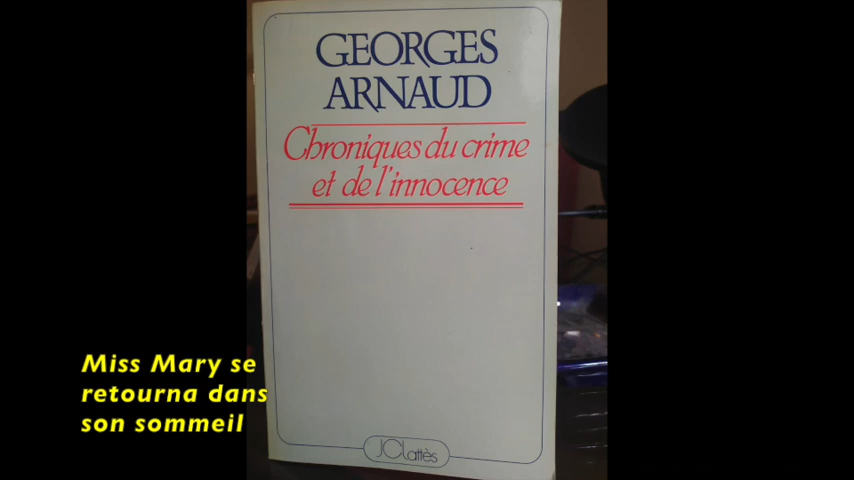 GEORGES
ARNAUD
Chroniques du crime
et de l'innocence
JCLattès
Miss Mary se
retourna dans
son sommeil